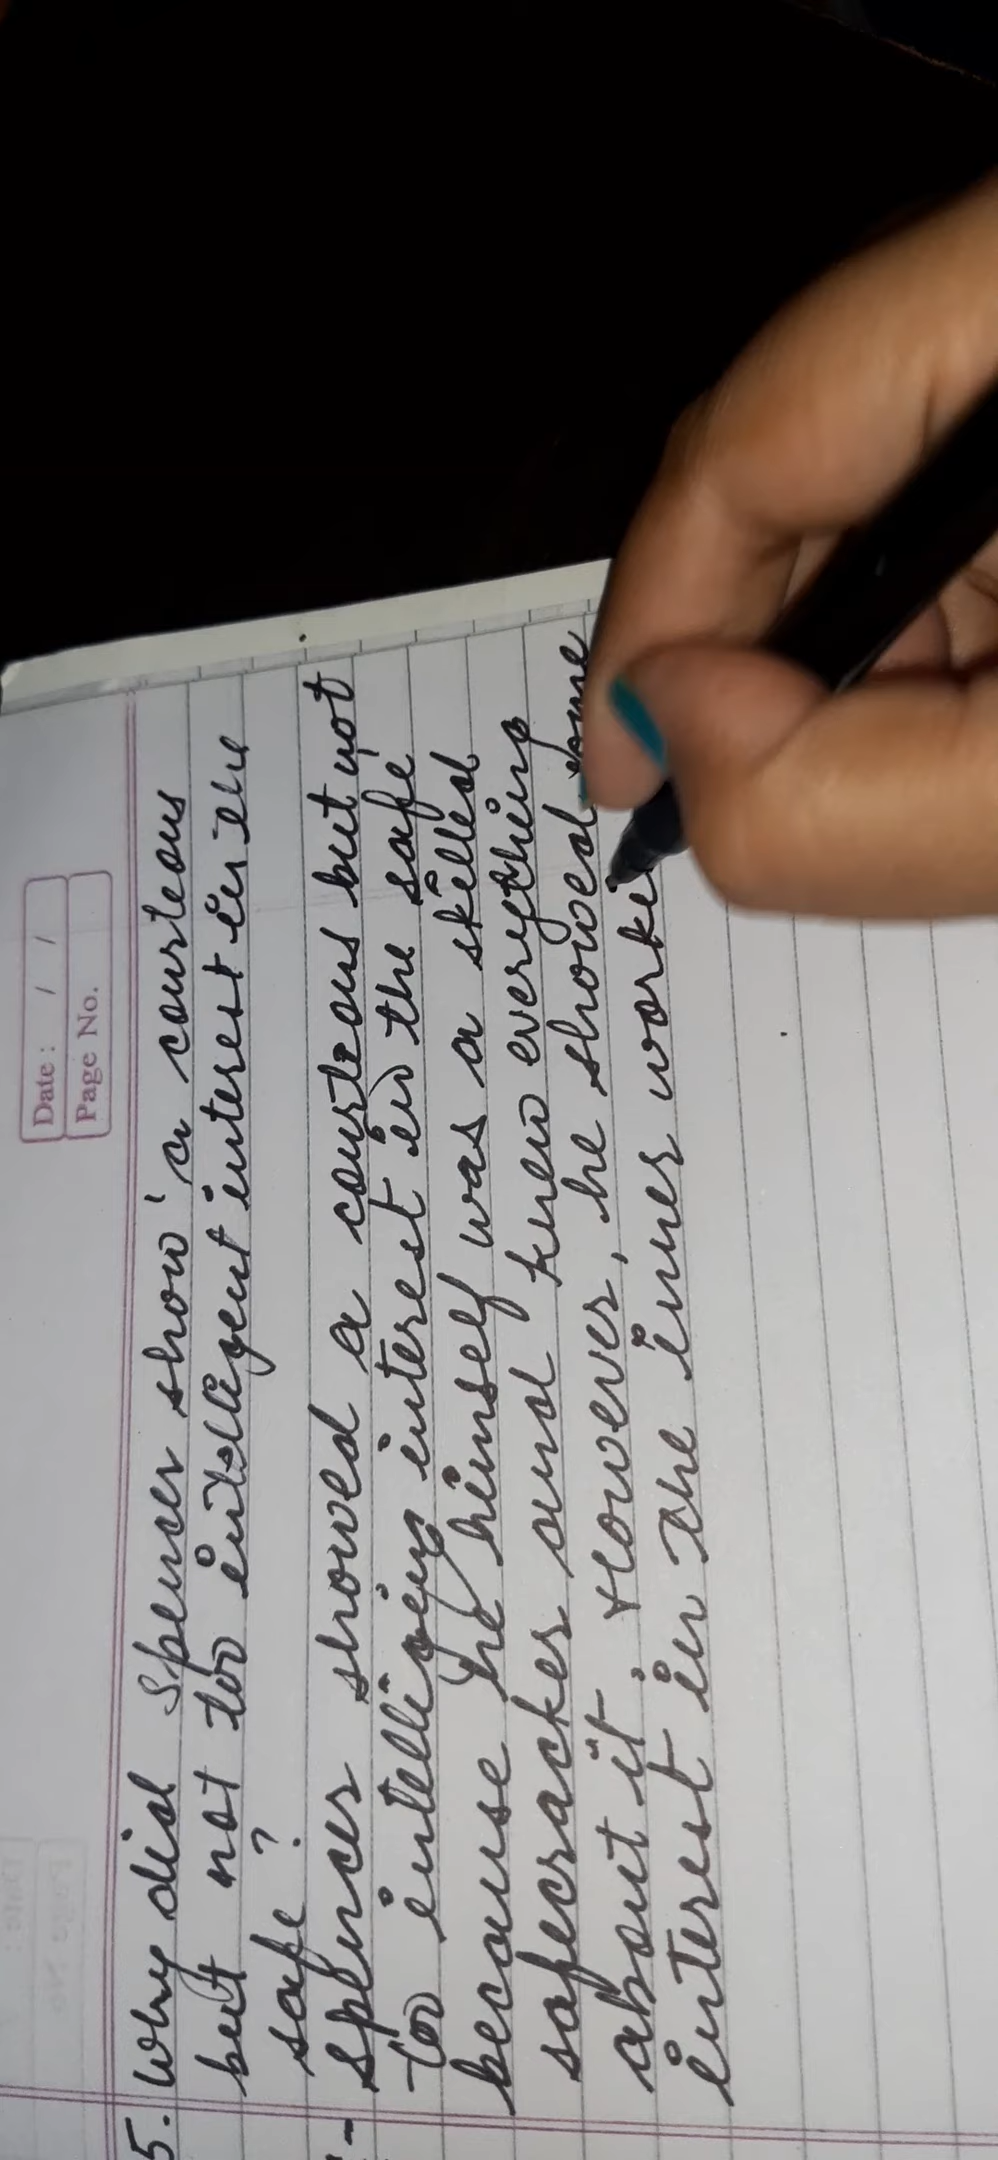 Date: / /
Page No.
5. Why did Spencer show a courteous
but not too intelligent interest in the
safe?
:- Spencer showed a courteous but not
too intelligeng interest in the safe
because he himself was a skilled
safecracker and knew everything
about it. However, he showed some
interest in the inner worki